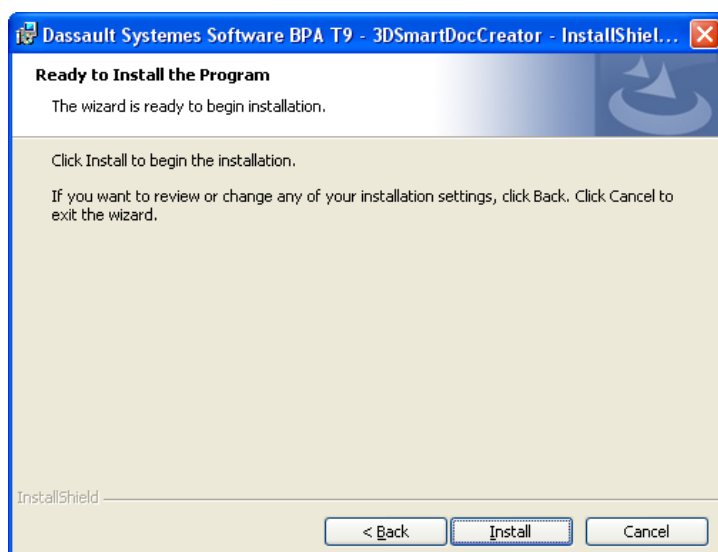 Dassault Systemes Software BPA T9 - 3DSmartDocCreator - InstallShiel...
Ready to Install the Program
The wizard is ready to begin installation.
Click Install to begin the installation.
If you want to review or change any of your installation settings, click Back. Click Cancel to
exit the wizard.
InstallShield
< Back Install Cancel